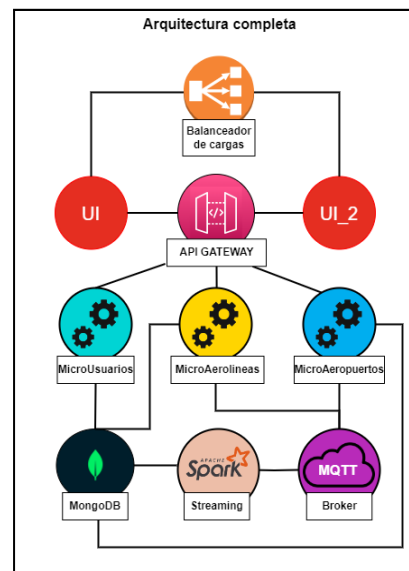 Arquitectura completa
Balanceador
de cargas
UI
UI_2
API GATEWAY
MicroUsuarios
MicroAerolineas
MicroAeropuertos
APACHE
Spark
MQTT
MongoDB
Streaming
Broker